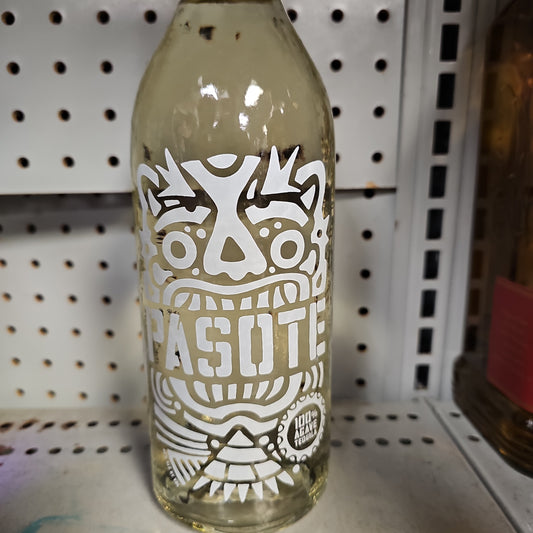 PASOTE
100%
AGAVE
TEQUILA